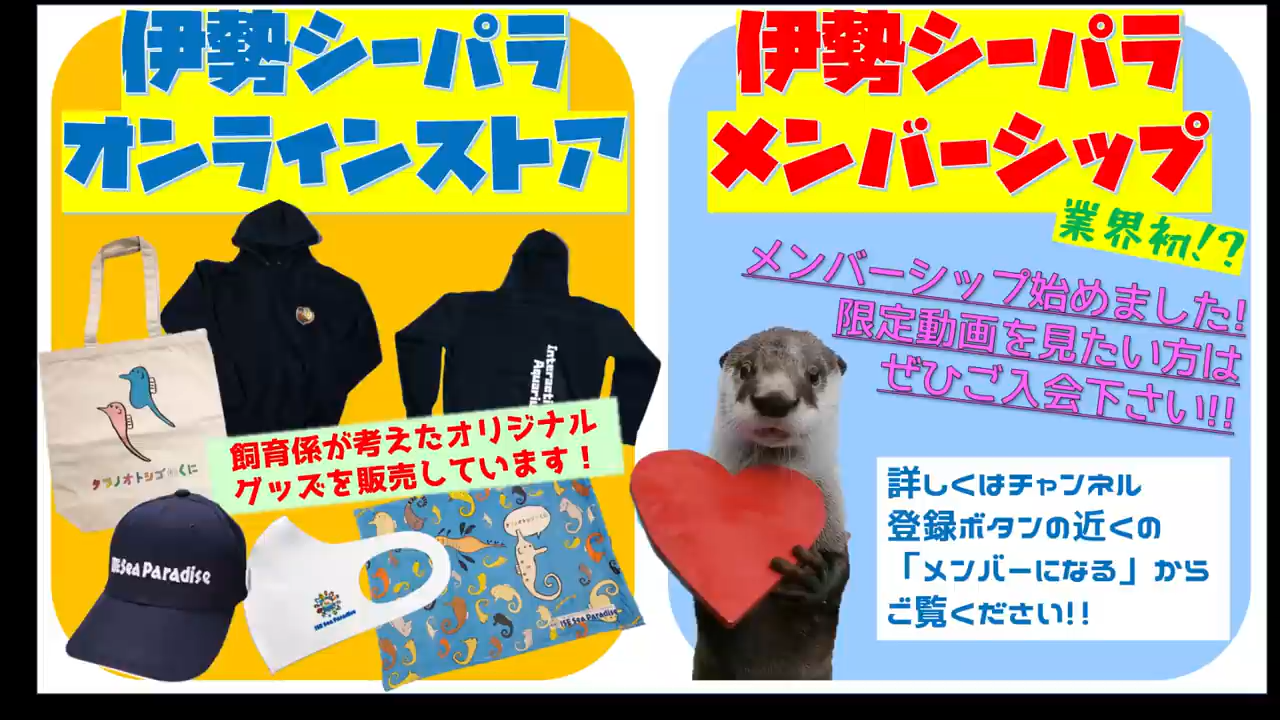 伊勢シーパラ
オンラインストア
飼育係が考えたオリジナル
グッズを販売しています！
タツノオトシゴのくに
ISE Sea Paradise
ISE Sea Paradise
ISE Sea Paradise
伊勢シーパラ
メンバーシップ
業界初!?
メンバーシップ始めました!
限定動画を見たい方は
ぜひご入会下さい!!
詳しくはチャンネル
登録ボタンの近くの
「メンバーになる」から
ご覧ください!!